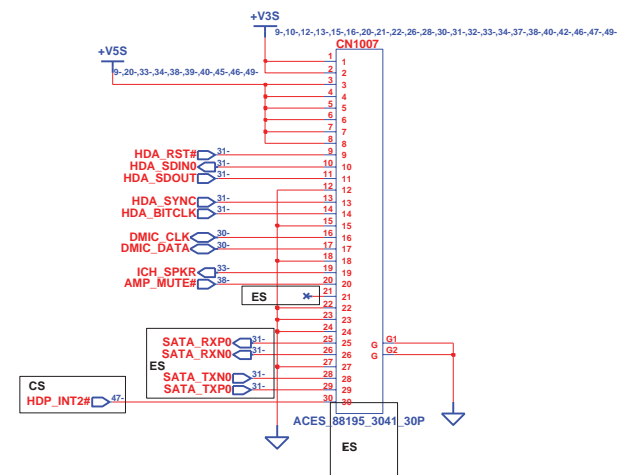 +V3S
9-,10-,12-,13-,15-,16-,20-,21-,22-,26-,28-,30-,31-,32-,33-,34-,37-,38-,40-,42-,46-,47-,49-
CN1007
+V5S
9-,20-,33-,34-,38-,39-,40-,45-,46-,49-
1 1
2 2
3 3
4 4
5 5
6 6
7 7
8 8
HDA_RST# 31- 9 9
HDA_SDIN0 31- 10 10
HDA_SDOUT 31- 11 11
12 12
HDA_SYNC 31- 13 13
HDA_BITCLK 31- 14 14
15 15
DMIC_CLK 30- 16 16
DMIC_DATA 30- 17 17
18 18
ICH_SPKR 33- 19 19
AMP_MUTE# 38- 20 20
ES 21 21
22 22
23 23
24 24
SATA_RXP0 31- 25 25 G G1
SATA_RXN0 31- 26 26 G G2
ES 27 27
SATA_TXN0 31- 28 28
SATA_TXP0 31- 29 29
CS
HDP_INT2# 47- 30 30
ACES_88195_3041_30P
ES